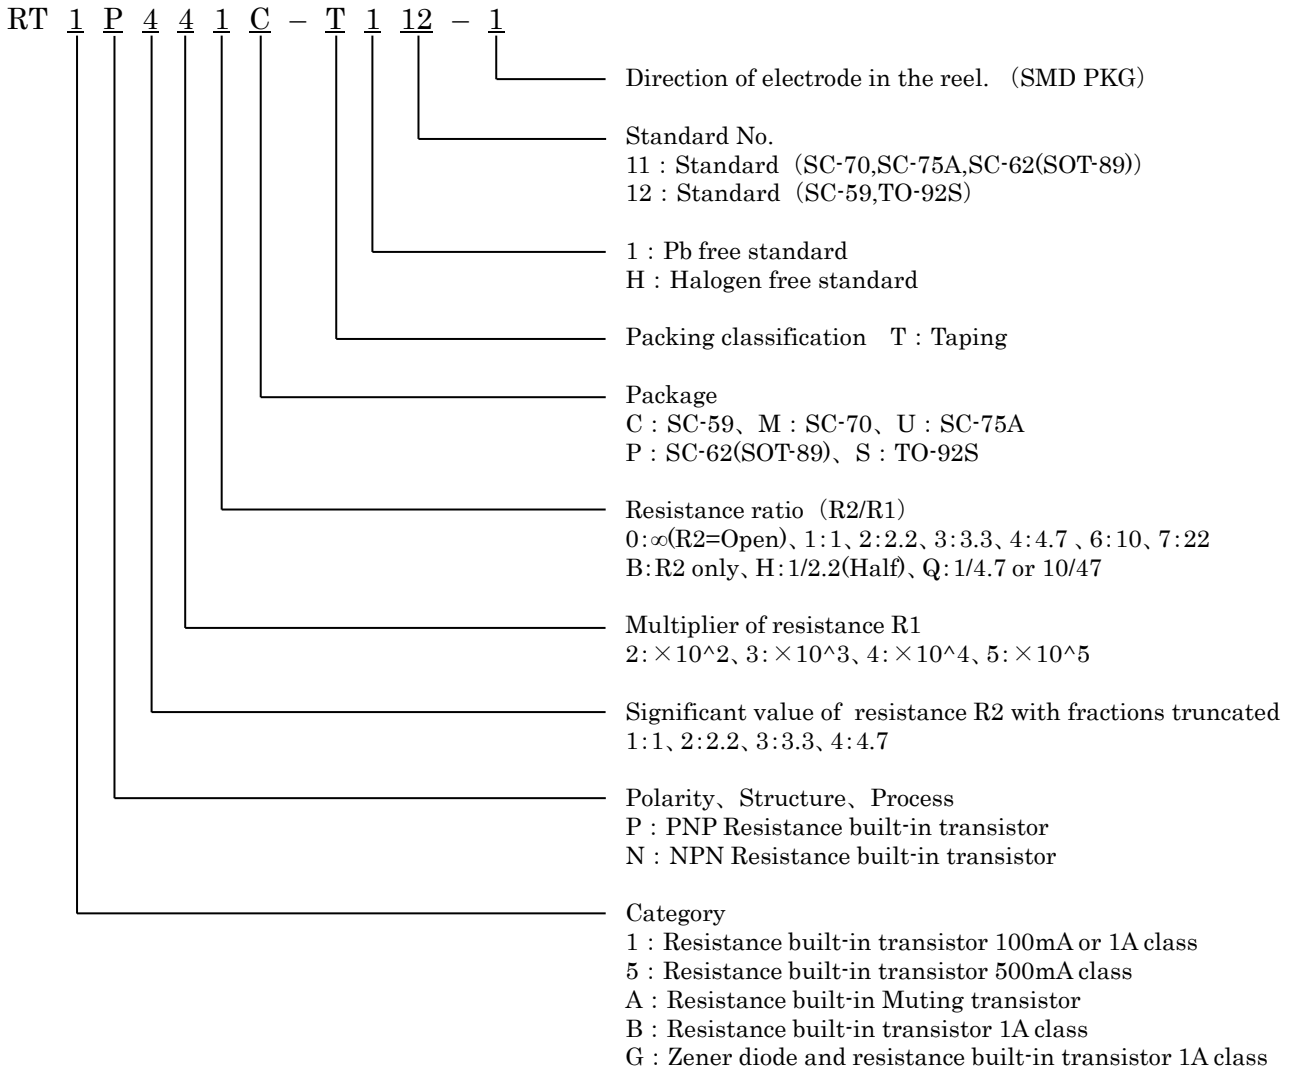 RT 1 P 4 4 1 C – T 1 12 – 1
Direction of electrode in the reel. （SMD PKG）
Standard No.
11：Standard（SC-70,SC-75A,SC-62(SOT-89)）
12：Standard（SC-59,TO-92S）
1：Pb free standard
H：Halogen free standard
Packing classification T：Taping
Package
C：SC-59、M：SC-70、U：SC-75A
P：SC-62(SOT-89)、S：TO-92S
Resistance ratio（R2/R1）
0:∞(R2=Open)、1:1、2:2.2、3:3.3、4:4.7 、6:10、7:22
B:R2 only、H:1/2.2(Half)、Q:1/4.7 or 10/47
Multiplier of resistance R1
2:×10^2、3:×10^3、4:×10^4、5:×10^5
Significant value of resistance R2 with fractions truncated
1:1、2:2.2、3:3.3、4:4.7
Polarity、Structure、Process
P：PNP Resistance built-in transistor
N：NPN Resistance built-in transistor
Category
1：Resistance built-in transistor 100mA or 1A class
5：Resistance built-in transistor 500mA class
A：Resistance built-in Muting transistor
B：Resistance built-in transistor 1A class
G：Zener diode and resistance built-in transistor 1A class